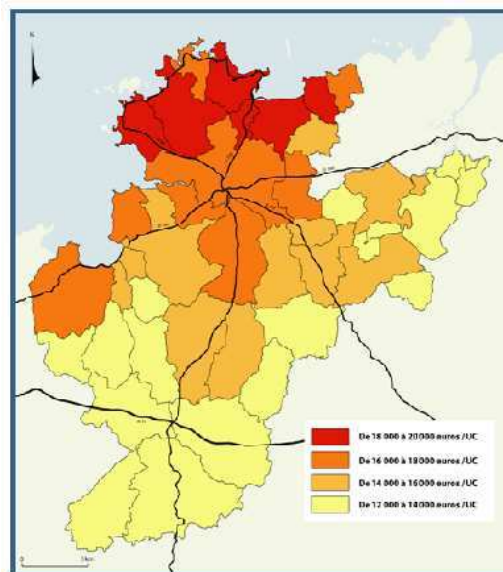 De 18 000 à 20 000 euros / UC
De 16 000 à 18 000 euros / UC
De 14 000 à 16 000 euros / UC
De 12 000 à 14 000 euros / UC
0